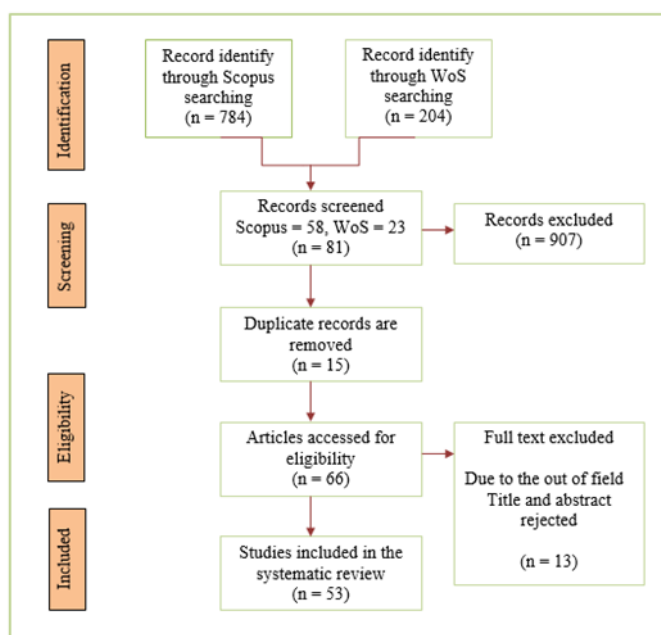 Identification
Record identify
through Scopus
searching
(n = 784)
Record identify
through WoS
searching
(n = 204)
Screening
Records screened
Scopus = 58, WoS = 23
(n = 81)
Records excluded
(n = 907)
Duplicate records are
removed
(n = 15)
Eligibility
Articles accessed for
eligibility
(n = 66)
Full text excluded
Due to the out of field
Title and abstract
rejected
(n = 13)
Included
Studies included in the
systematic review
(n = 53)